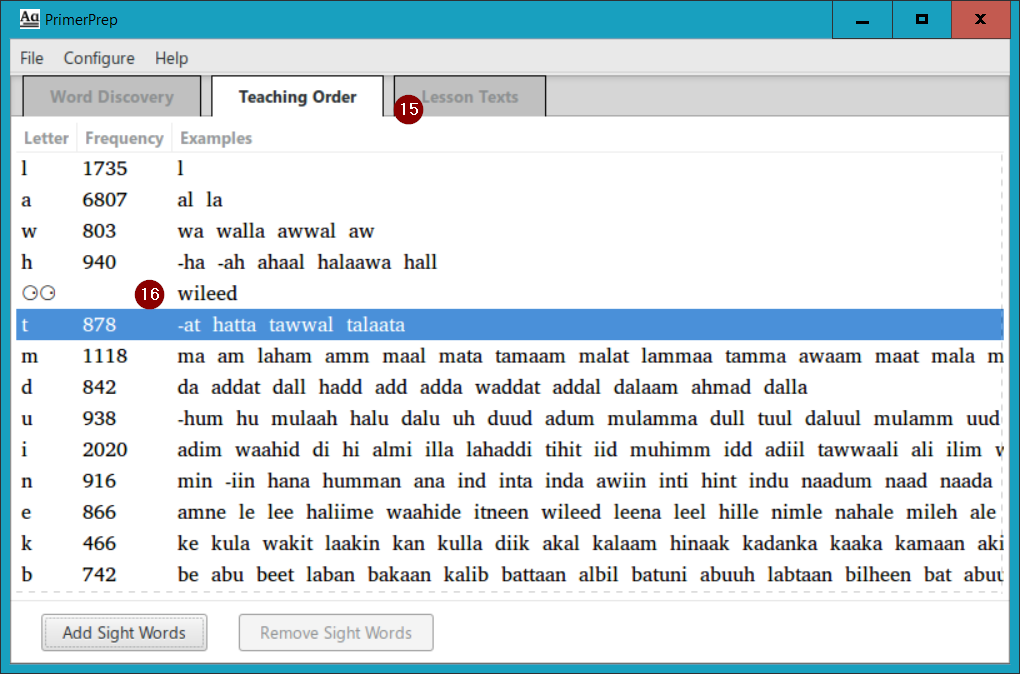 Aa PrimerPrep
File Configure Help
Word Discovery Teaching Order 15 Lesson Texts
Letter Frequency Examples
l 1735 l
a 6807 al la
w 803 wa walla awwal aw
h 940 -ha -ah ahaal halaawa hall
16 wileed
t 878 -at hatta tawwal talaata
m 1118 ma am laham amm maal mata tamaam malat lammaa tamma awaam maat mala m
d 842 da addat dall hadd add adda waddat addal dalaam ahmad dalla
u 938 -hum hu mulaah halu dalu uh duud adum mulamma dull tuul daluul mulamm uud
i 2020 adim waahid di hi almi illa lahaddi tihit iid muhimm idd adiil tawwaali ali ilim
n 916 min -iin hana humman ana ind inta inda awiin inti hint indu naadum naad naada
e 866 amne le lee haliime waahide itneen wileed leena leel hille nimle nahale mileh ale
k 466 ke kula wakit laakin kan kulla diik akal kalaam hinaak kadanka kaaka kamaan aki
b 742 be abu beet laban bakaan kalib battaan albil batuni abuuh labtaan bilheen bat abuu
Add Sight Words Remove Sight Words